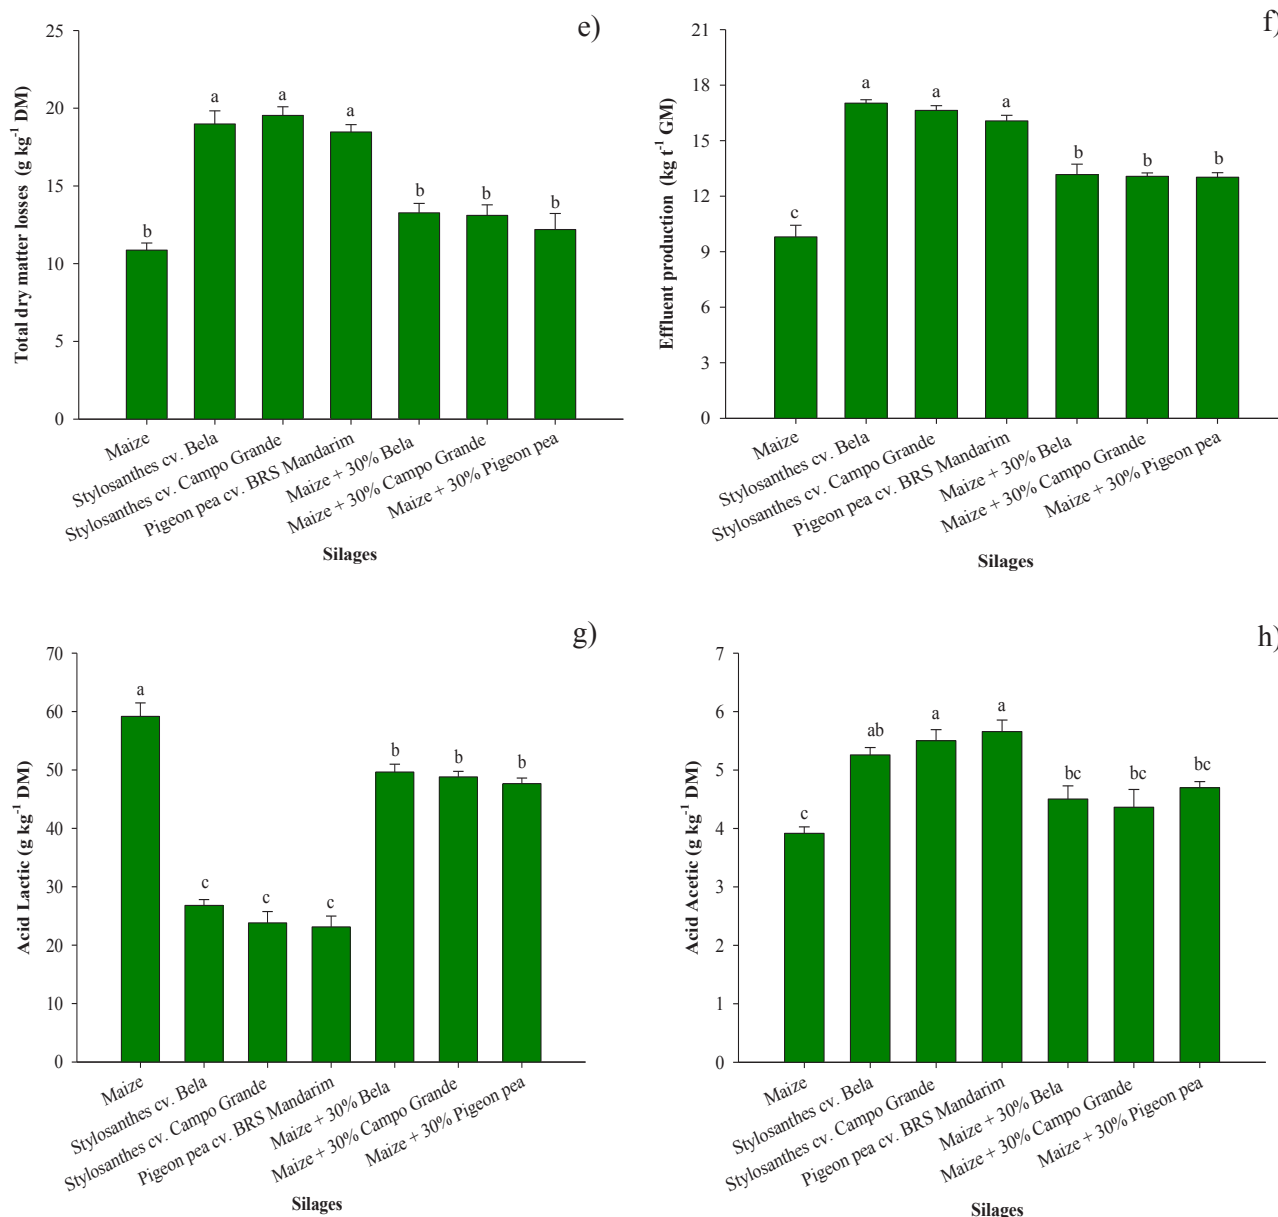 e)
Total dry matter losses (g kg⁻¹ DM)
25
20
15
10
5
0
b
a
a
a
b
b
b
Maize
Stylosanthes cv. Bela
Stylosanthes cv. Campo Grande
Pigeon pea cv. BRS Mandarim
Maize + 30% Bela
Maize + 30% Campo Grande
Maize + 30% Pigeon pea
Silages
f)
Effluent production (kg t⁻¹ GM)
21
18
15
12
9
6
3
0
c
a
a
a
b
b
b
Maize
Stylosanthes cv. Bela
Stylosanthes cv. Campo Grande
Pigeon pea cv. BRS Mandarim
Maize + 30% Bela
Maize + 30% Campo Grande
Maize + 30% Pigeon pea
Silages
g)
Acid Lactic (g kg⁻¹ DM)
70
60
50
40
30
20
10
0
a
c
c
c
b
b
b
Maize
Stylosanthes cv. Bela
Stylosanthes cv. Campo Grande
Pigeon pea cv. BRS Mandarim
Maize + 30% Bela
Maize + 30% Campo Grande
Maize + 30% Pigeon pea
Silages
h)
Acid Acetic (g kg⁻¹ DM)
7
6
5
4
3
2
1
0
c
ab
a
a
bc
bc
bc
Maize
Stylosanthes cv. Bela
Stylosanthes cv. Campo Grande
Pigeon pea cv. BRS Mandarim
Maize + 30% Bela
Maize + 30% Campo Grande
Maize + 30% Pigeon pea
Silages